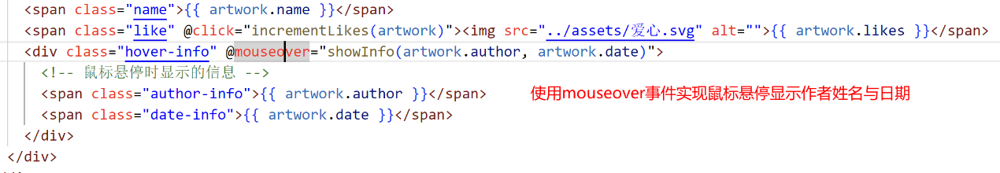 <span class="name">{{ artwork.name }}</span>
<span class="like" @click="incrementLikes(artwork)"><img src="../assets/爱心.svg" alt="">{{ artwork.likes }}</span>
<div class="hover-info" @mouseover="showInfo(artwork.author, artwork.date)">
<!-- 鼠标悬停时显示的信息 -->
<span class="author-info">{{ artwork.author }}</span>
使用mouseover事件实现鼠标悬停显示作者姓名与日期
<span class="date-info">{{ artwork.date }}</span>
</div>
</div>